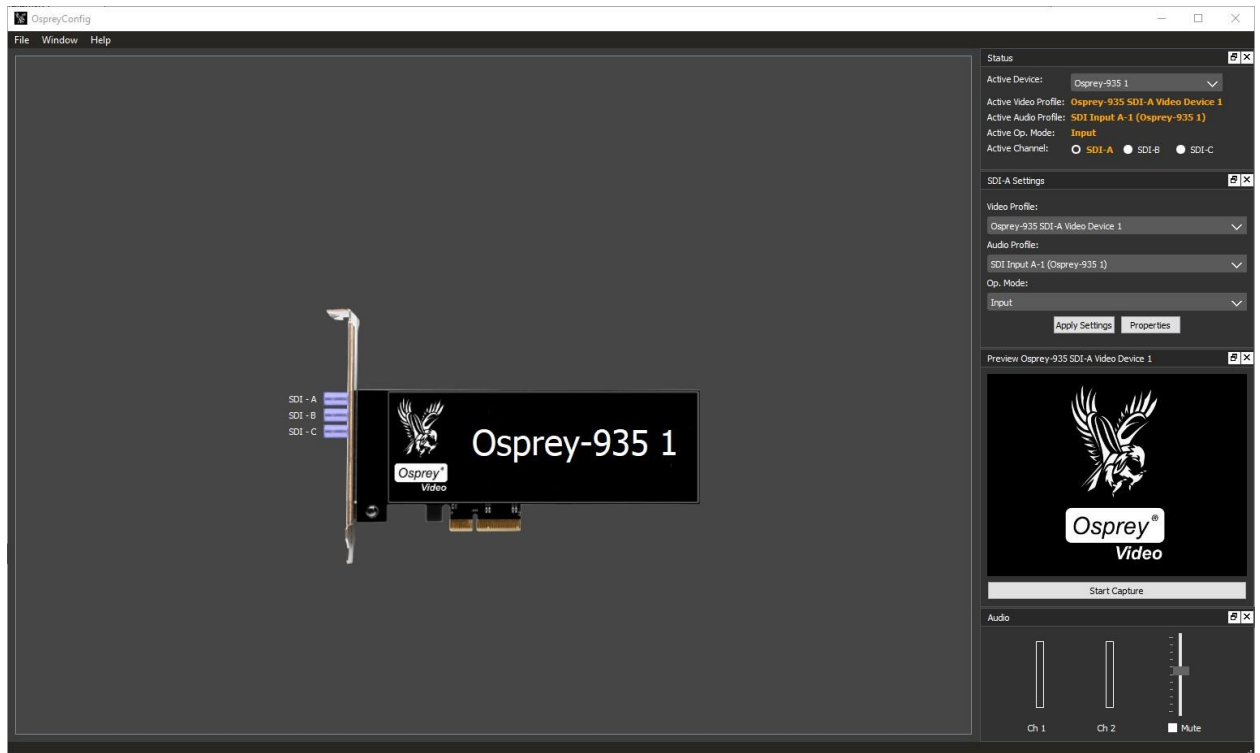 OspreyConfig
File Window Help
Status
Active Device: Osprey-935 1
Active Video Profile: Osprey-935 SDI-A Video Device 1
Active Audio Profile: SDI Input A-1 (Osprey-935 1)
Active Op. Mode: Input
Active Channel: SDI-A SDI-B SDI-C
SDI-A Settings
Video Profile:
Osprey-935 SDI-A Video Device 1
Audio Profile:
SDI Input A-1 (Osprey-935 1)
Op. Mode:
Input
Apply Settings Properties
SDI - A
SDI - B
SDI - C
Osprey-935 1
Osprey®
Video
Preview Osprey-935 SDI-A Video Device 1
Osprey®
Video
Start Capture
Audio
Ch 1 Ch 2 Mute